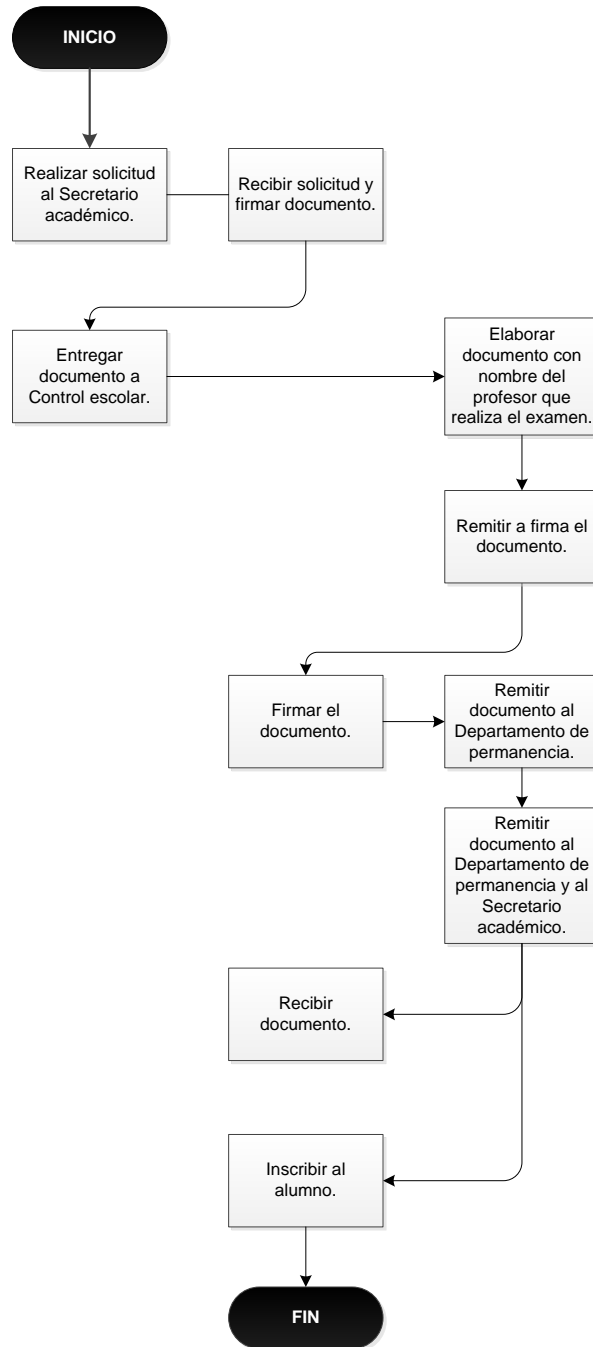 INICIO
Realizar solicitud
al Secretario
académico.
Recibir solicitud y
firmar documento.
Entregar
documento a
Control escolar.
Elaborar
documento con
nombre del
profesor que
realiza el examen.
Remitir a firma el
documento.
Firmar el
documento.
Remitir
documento al
Departamento de
permanencia.
Remitir
documento al
Departamento de
permanencia y al
Secretario
académico.
Recibir
documento.
Inscribir al
alumno.
FIN